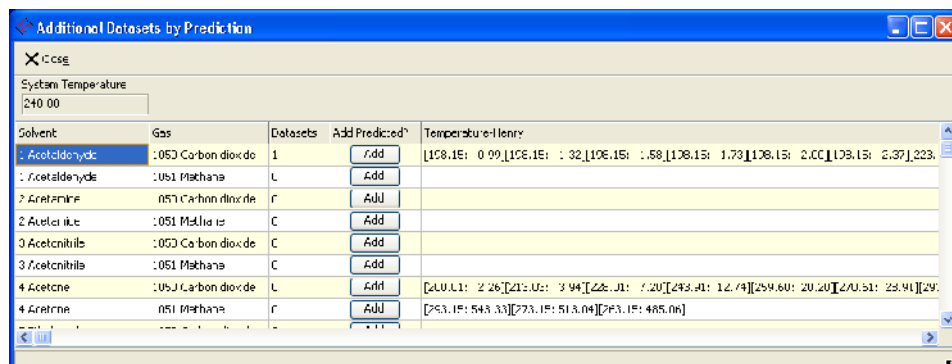 Additional Datasets by Prediction
Close
System Temperature
240.00
Solvent Gas Datasets Add Predicted? Temperature-Henry
1 Acetaldehyde 1050 Carbon dioxide 1 Add
1 Acetaldehyde 1051 Methane 0 Add
2 Acetamide 1050 Carbon dioxide 0 Add
2 Acetamide 1051 Methane 0 Add
3 Acetonitrile 1050 Carbon dioxide 0 Add
3 Acetonitrile 1051 Methane 0 Add
4 Acetone 1050 Carbon dioxide 0 Add
4 Acetone 1051 Methane 0 Add [293.15: 543.33][273.15: 513.04][263.15: 485.06]